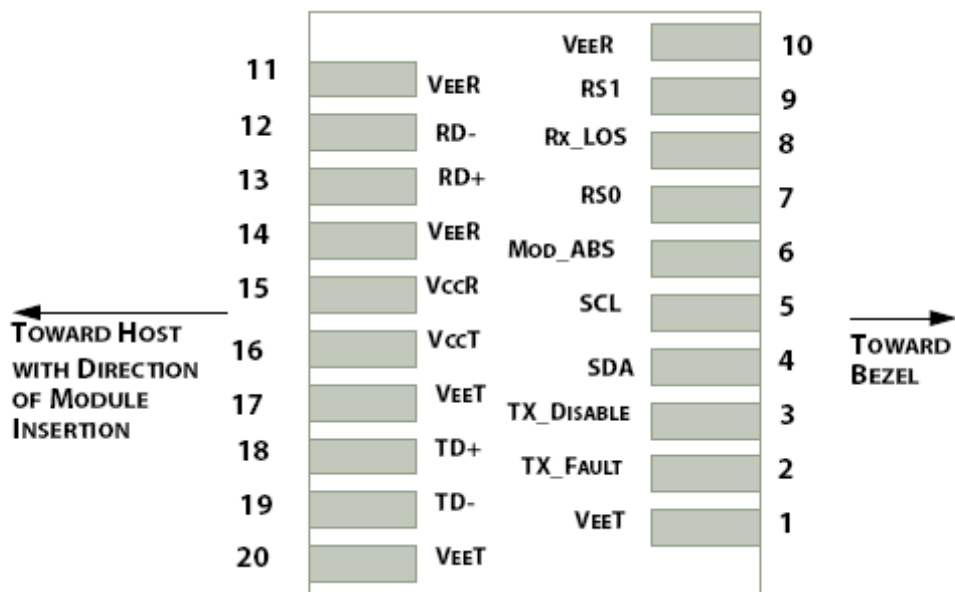 11
VEER
12
RD-
13
RD+
14
VEER
15
VCCR
16
VCCT
17
VEET
18
TD+
19
TD-
20
VEET
VEER
10
RS1
9
RX_LOS
8
RS0
7
MOD_ABS
6
SCL
5
SDA
4
TX_DISABLE
3
TX_FAULT
2
VEET
1
TOWARD HOST
WITH DIRECTION
OF MODULE
INSERTION
TOWARD
BEZEL